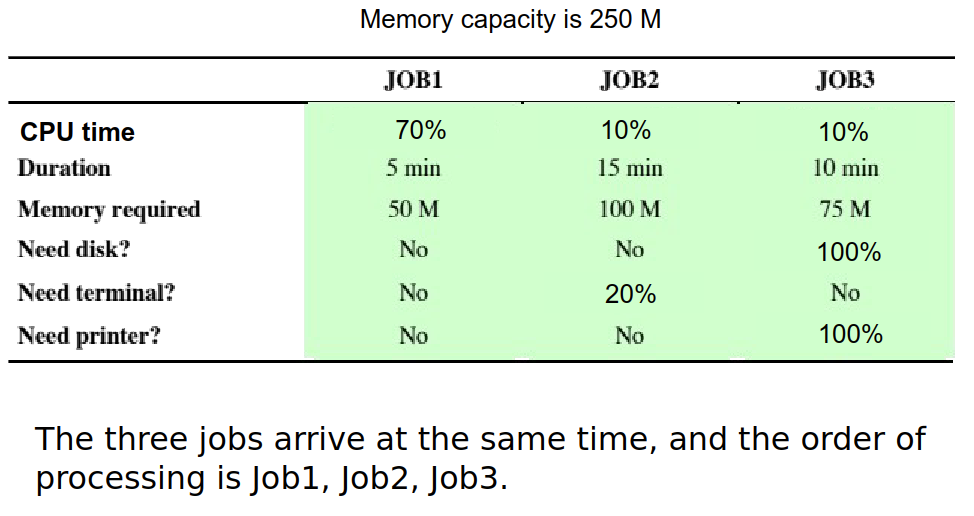 Memory capacity is 250 M
JOB1 JOB2 JOB3
CPU time 70% 10% 10%
Duration 5 min 15 min 10 min
Memory required 50 M 100 M 75 M
Need disk? No No 100%
Need terminal? No 20% No
Need printer? No No 100%
The three jobs arrive at the same time, and the order of
processing is Job1, Job2, Job3.